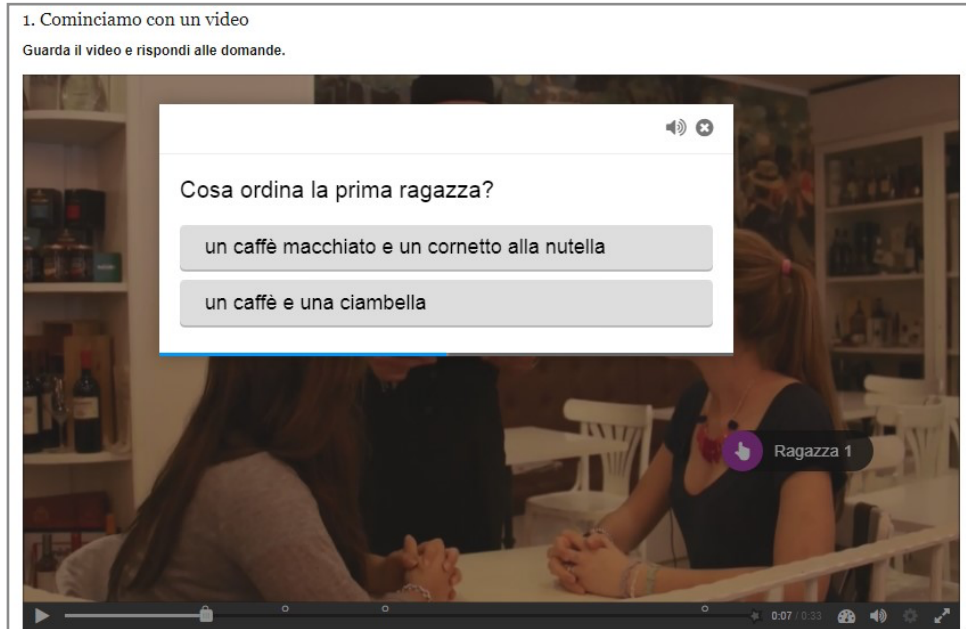 1. Cominciamo con un video
Guarda il video e rispondi alle domande.
Cosa ordina la prima ragazza?
un caffè macchiato e un cornetto alla nutella
un caffè e una ciambella
Ragazza 1
0:07 / 0:33